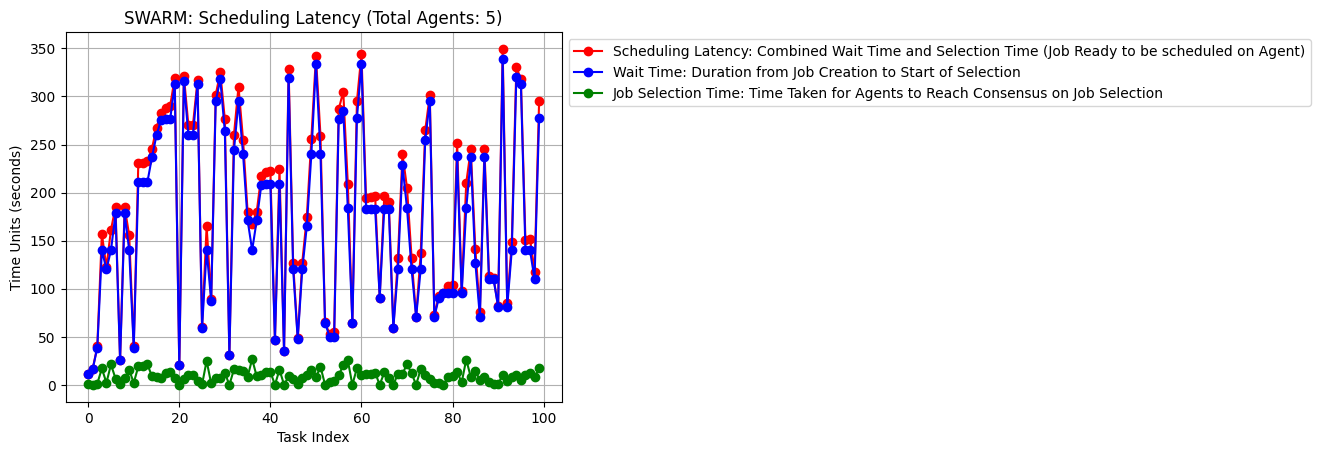 SWARM: Scheduling Latency (Total Agents: 5)
Scheduling Latency: Combined Wait Time and Selection Time (Job Ready to be scheduled on Agent)
Wait Time: Duration from Job Creation to Start of Selection
Job Selection Time: Time Taken for Agents to Reach Consensus on Job Selection
Time Units (seconds)
350
300
250
200
150
100
50
0
0 20 40 60 80 100
Task Index